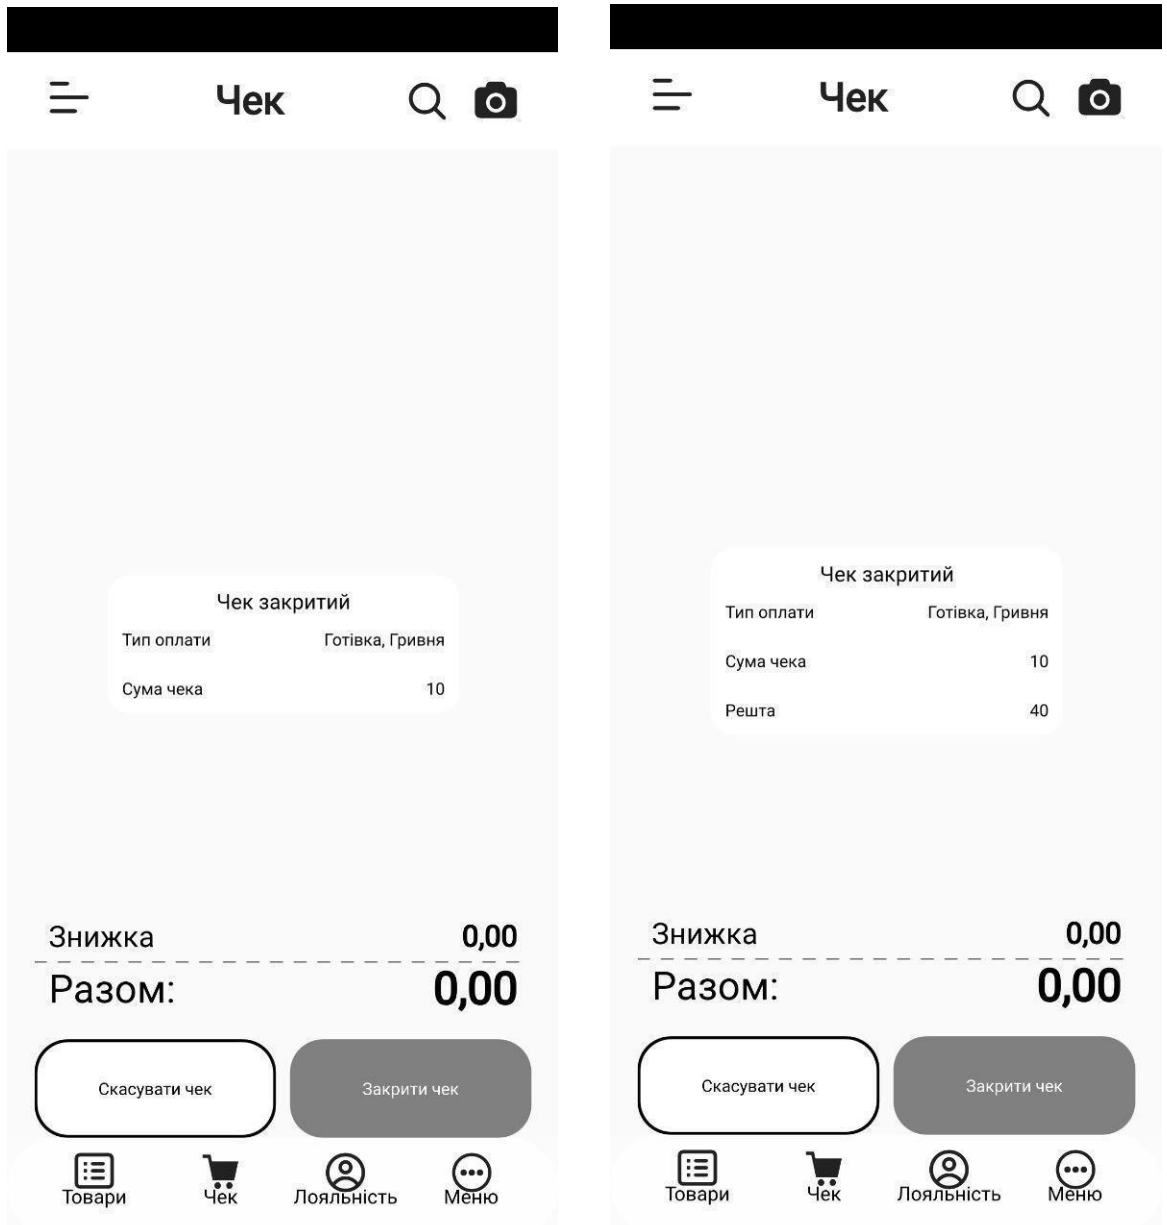 Чек
Чек закритий
Тип оплати Готівка, Гривня
Сума чека 10
Знижка 0,00
Разом: 0,00
Скасувати чек Закрити чек
Товари Чек Лояльність Меню
Чек
Чек закритий
Тип оплати Готівка, Гривня
Сума чека 10
Решта 40
Знижка 0,00
Разом: 0,00
Скасувати чек Закрити чек
Товари Чек Лояльність Меню